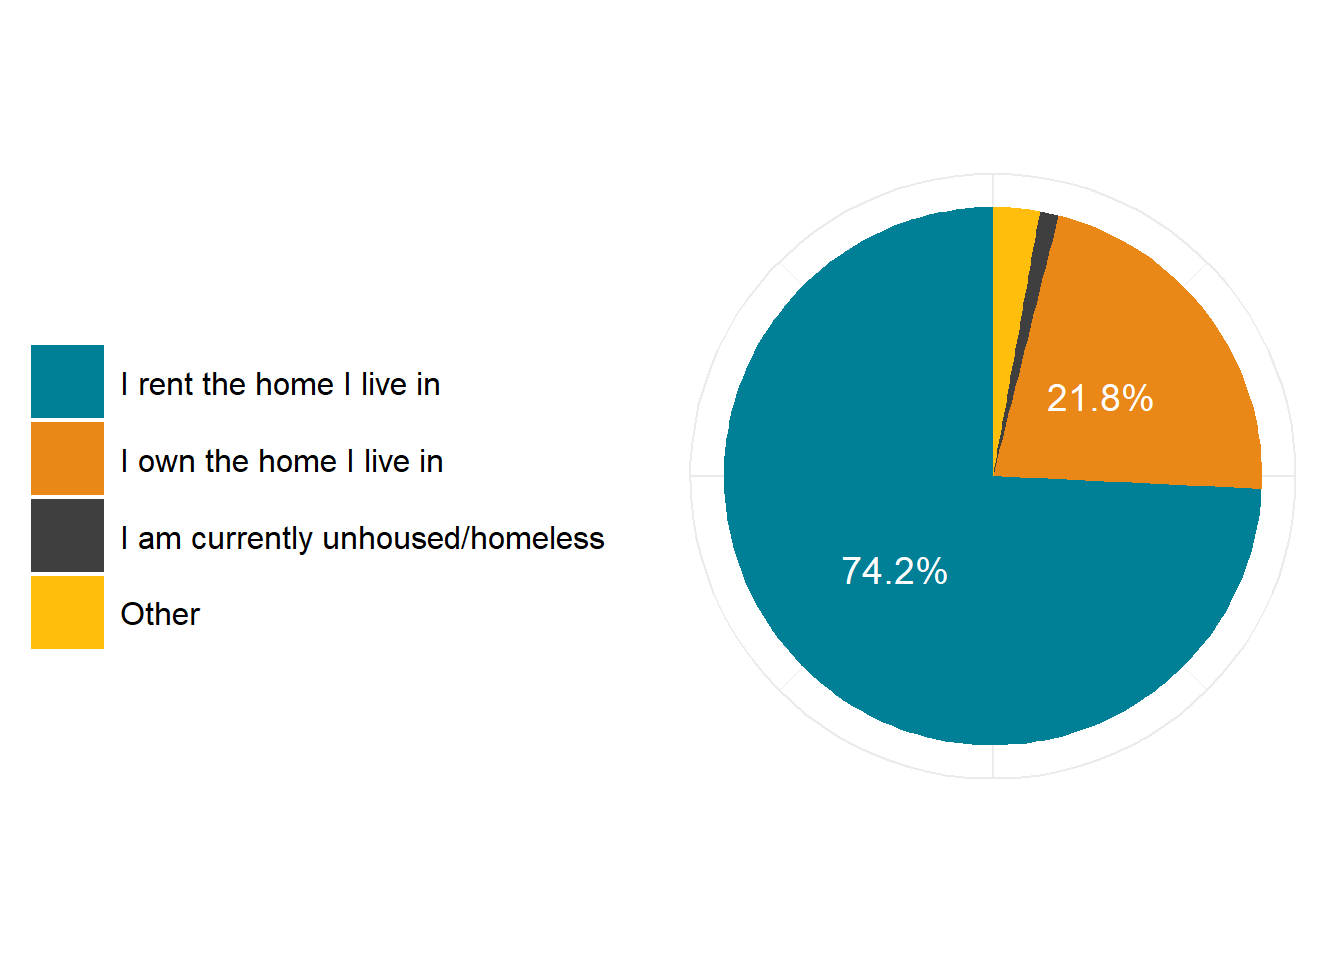 I rent the home I live in
I own the home I live in
I am currently unhoused/homeless
Other
21.8%
74.2%